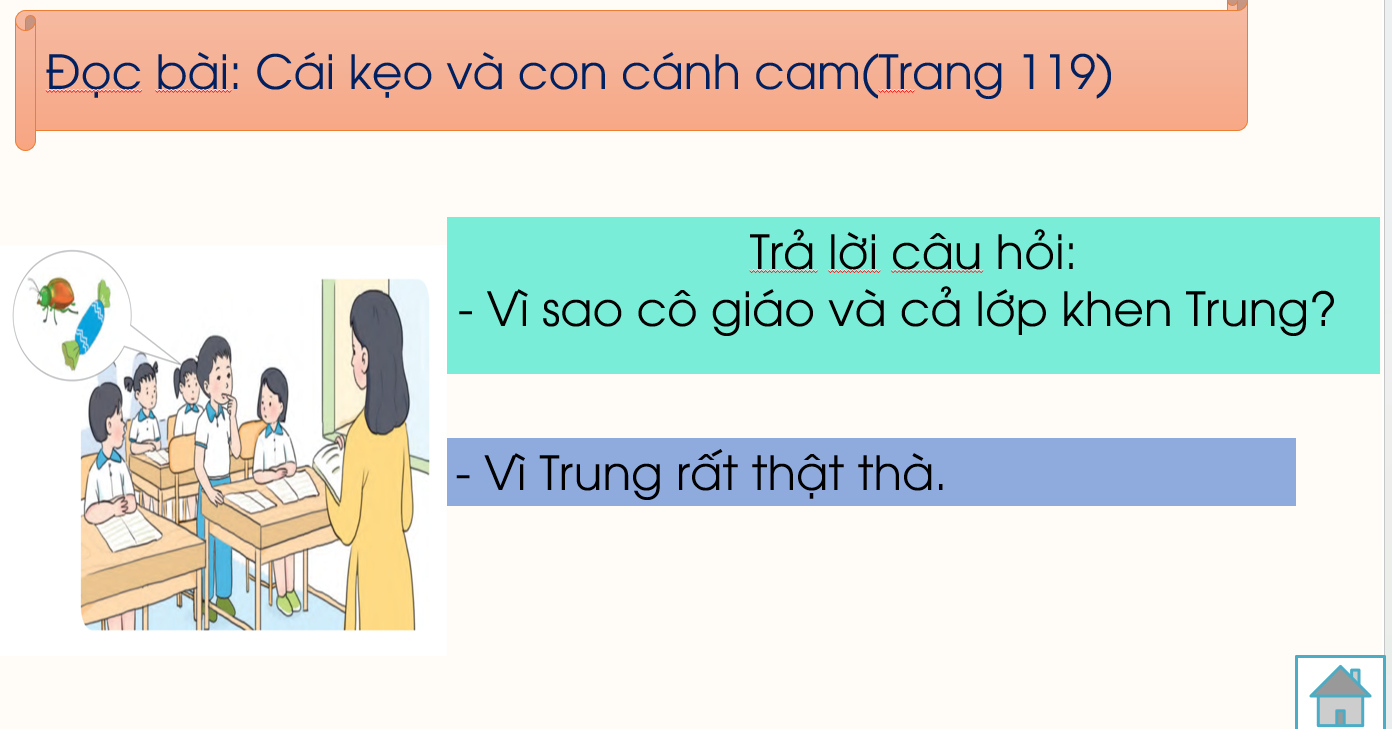 Đọc bài: Cái kẹo và con cánh cam(Trang 119)
Trả lời câu hỏi:
- Vì sao cô giáo và cả lớp khen Trung?
- Vì Trung rất thật thà.